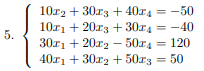 5. { 10x₂ + 30x₃ + 40x₄ = −50
10x₁ + 20x₃ + 30x₄ = −40
30x₁ + 20x₂ − 50x₄ = 120
40x₁ + 30x₂ + 50x₃ = 50